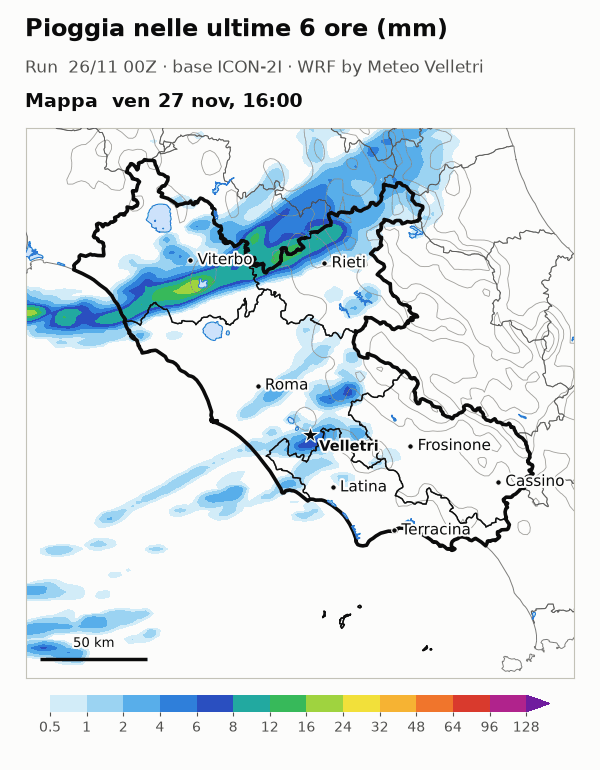 Pioggia nelle ultime 6 ore (mm)
Run  26/11 00Z · base ICON-2I · WRF by Meteo Velletri
Mappa  ven 27 nov, 16:00
Viterbo
Rieti
Roma
Velletri
Frosinone
Cassino
Latina
Terracina
50 km
0.5 1 2 4 6 8 12 16 24 32 48 64 96 128